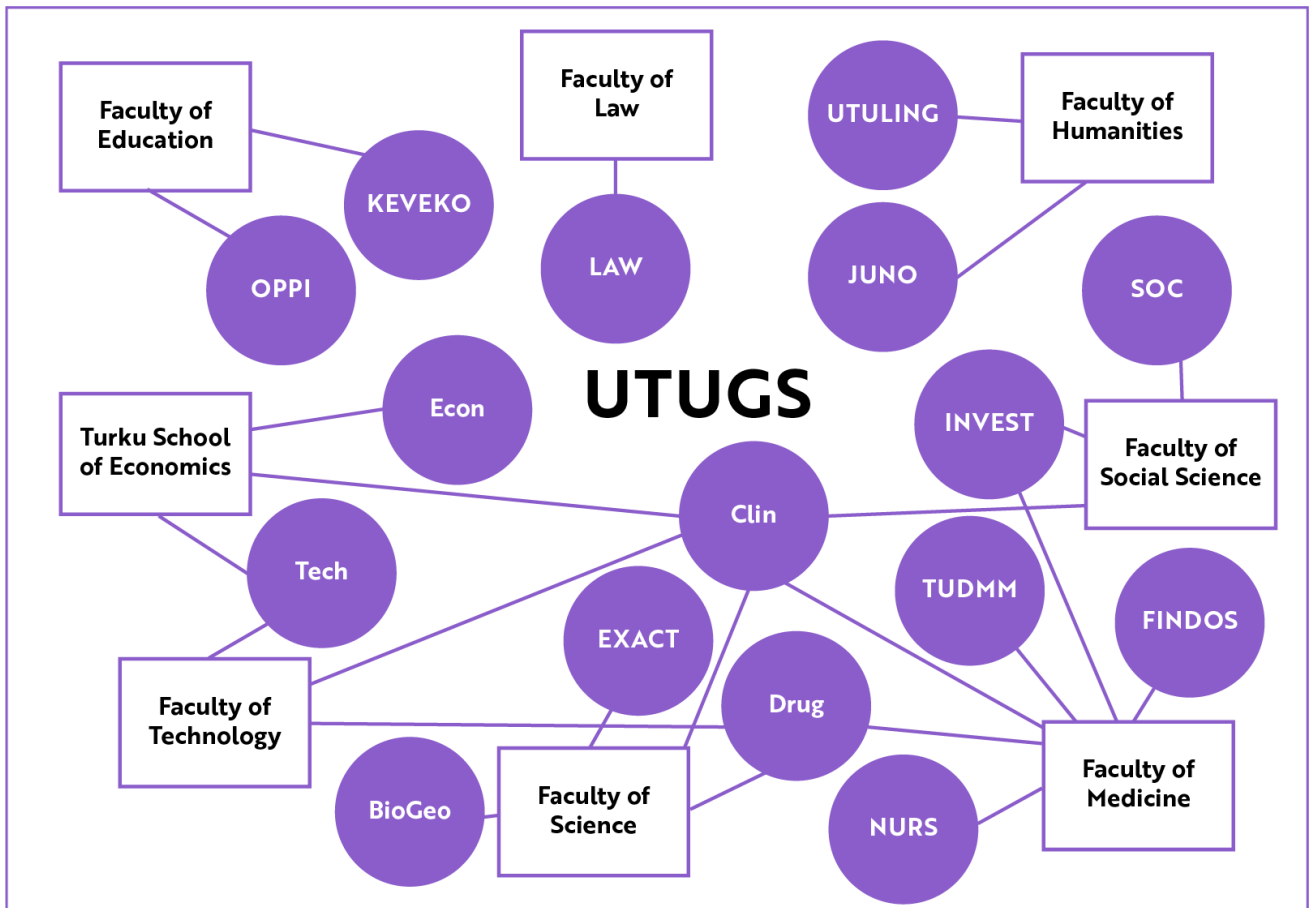 Faculty of
Education
Faculty of
Law
UTULING
Faculty of
Humanities
KEVEKO
OPPI
LAW
JUNO
SOC
UTUGS
Turku School
of Economics
Econ
INVEST
Faculty of
Social Science
Clin
Tech
TUDMM
FINDOS
EXACT
Faculty of
Technology
Drug
BioGeo
Faculty of
Science
NURS
Faculty of
Medicine